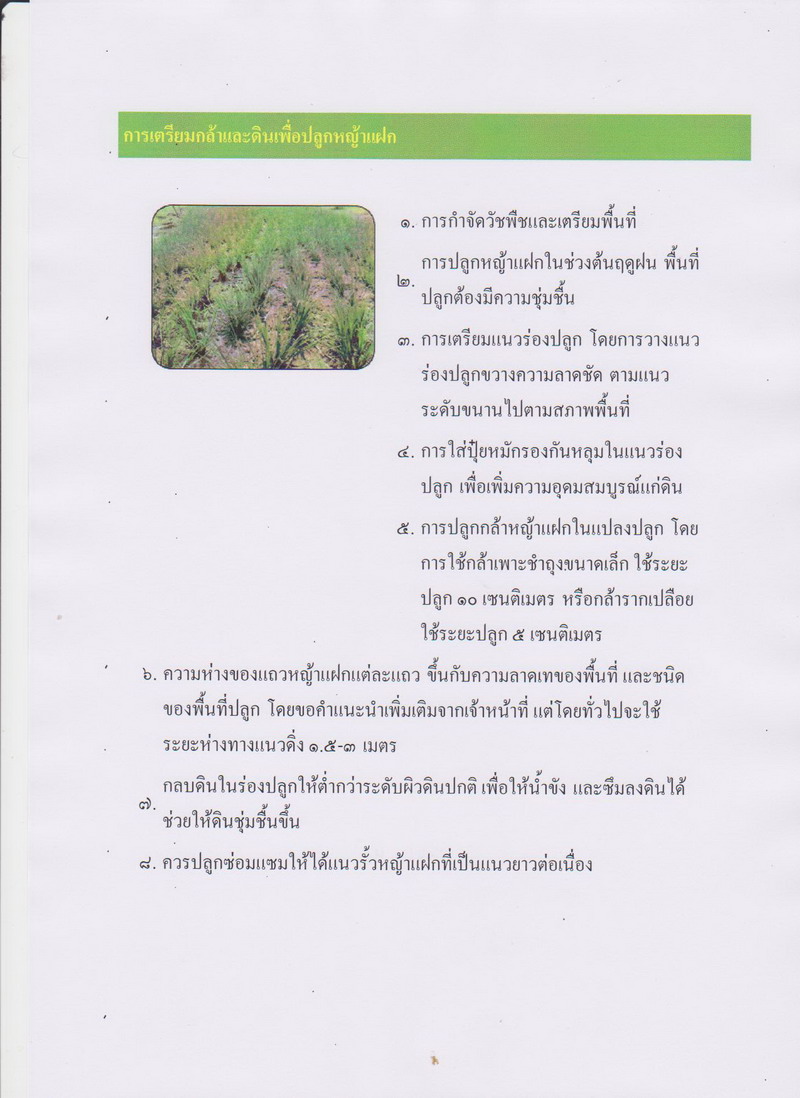 การเตรียมกล้าและดินเพื่อปลูกหญ้าแฝก
๑. การกำจัดวัชพืชและเตรียมพื้นที่
๒. การปลูกหญ้าแฝกในช่วงต้นฤดูฝน พื้นที่
ปลูกต้องมีความชุ่มชื้น
๓. การเตรียมแนวร่องปลูก โดยการวางแนว
ร่องปลูกขวางความลาดชัด ตามแนว
ระดับขนานไปตามสภาพพื้นที่
๔. การใส่ปุ๋ยหมักรองกันหลุมในแนวร่อง
ปลูก เพื่อเพิ่มความอุดมสมบูรณ์แก่ดิน
๕. การปลูกกล้าหญ้าแฝกในแปลงปลูก โดย
การใช้กล้าเพาะชำถุงขนาดเล็ก ใช้ระยะ
ปลูก ๑๐ เซนติเมตร หรือกล้ารากเปลือย
ใช้ระยะปลูก ๕ เซนติเมตร
๖. ความห่างของแถวหญ้าแฝกแต่ละแถว ขึ้นกับความลาดเทของพื้นที่ และชนิด
ของพื้นที่ปลูก โดยขอคำแนะนำเพิ่มเติมจากเจ้าหน้าที่ แต่โดยทั่วไปจะใช้
ระยะห่างทางแนวดิ่ง ๑.๕-๓ เมตร
๗. กลบดินในร่องปลูกให้ต่ำกว่าระดับผิวดินปกติ เพื่อให้น้ำขัง และซึมลงดินได้
ช่วยให้ดินชุ่มชื้นขึ้น
๘. ควรปลูกซ่อมแซมให้ได้แนวรั้วหญ้าแฝกที่เป็นแนวยาวต่อเนื่อง